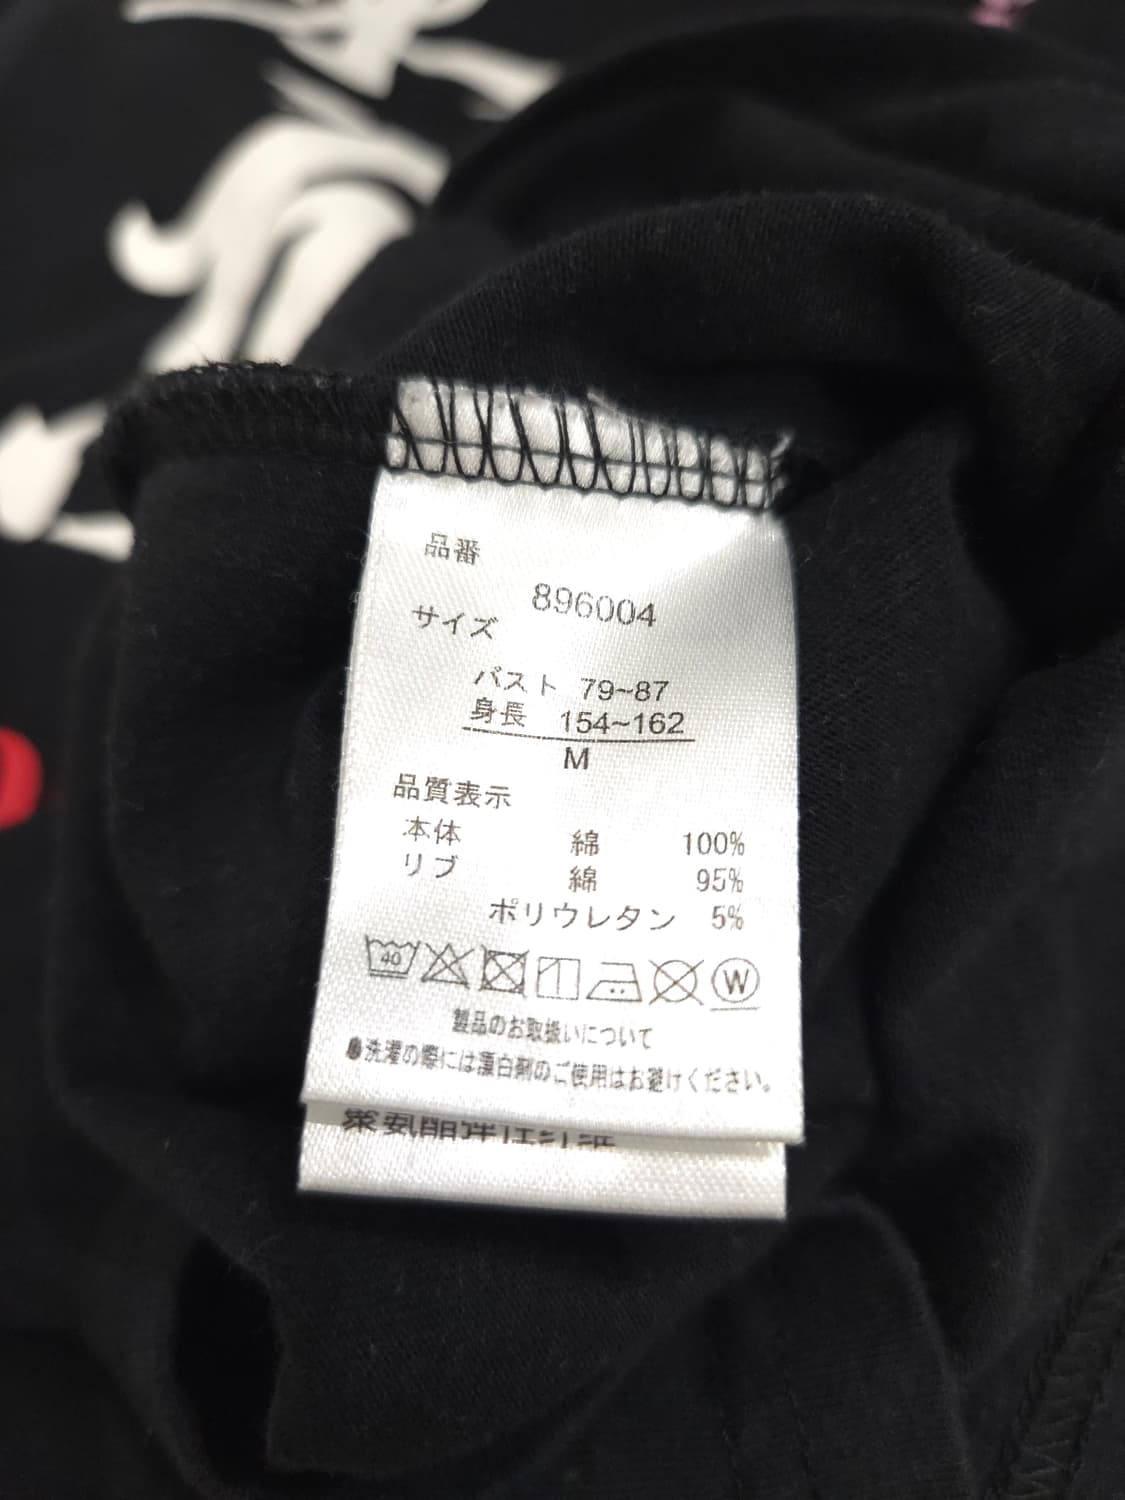 品番
896004
サイズ
バスト 79~87
身長 154~162
M
品質表示
本体 綿 100%
リブ 綿 95%
ポリウレタン 5%
40
W
製品のお取扱いについて
●洗濯の際には漂白剤のご使用はお避けください。